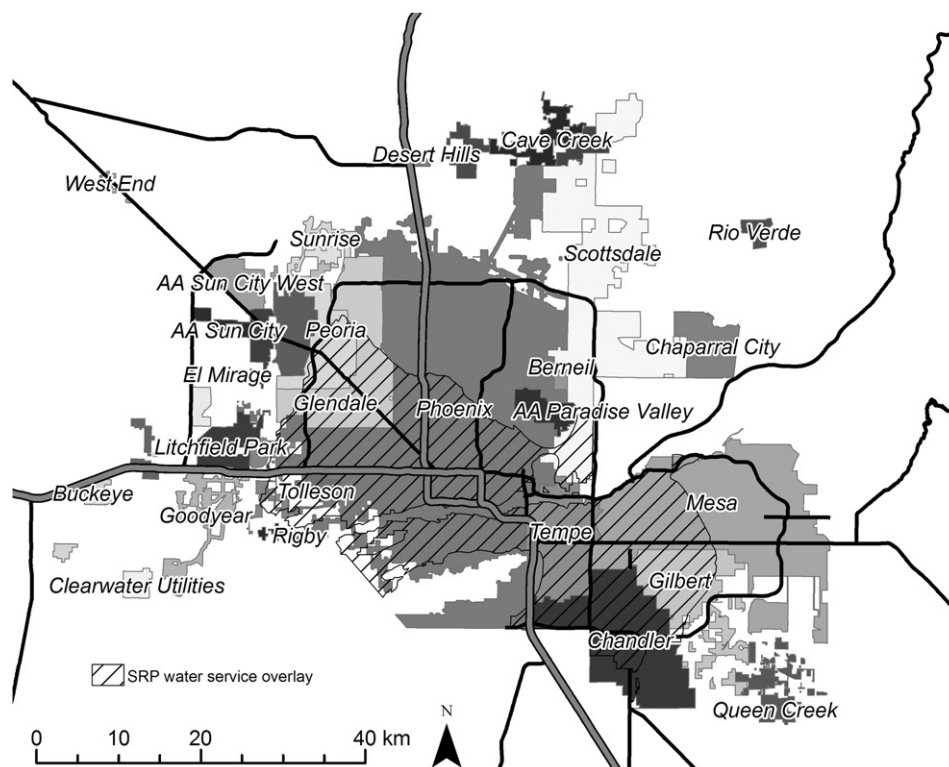 Cave Creek
Desert Hills
West End
Rio Verde
Sunrise
Scottsdale
AA Sun City West
AA Sun City
Peoria
Chaparral City
El Mirage
Berneil
Glendale
Phoenix
AA Paradise Valley
Litchfield Park
Buckeye
Tolleson
Mesa
Goodyear
Rigby
Tempe
Clearwater Utilities
Gilbert
Chandler
SRP water service overlay
Queen Creek
N
0 10 20 40 km